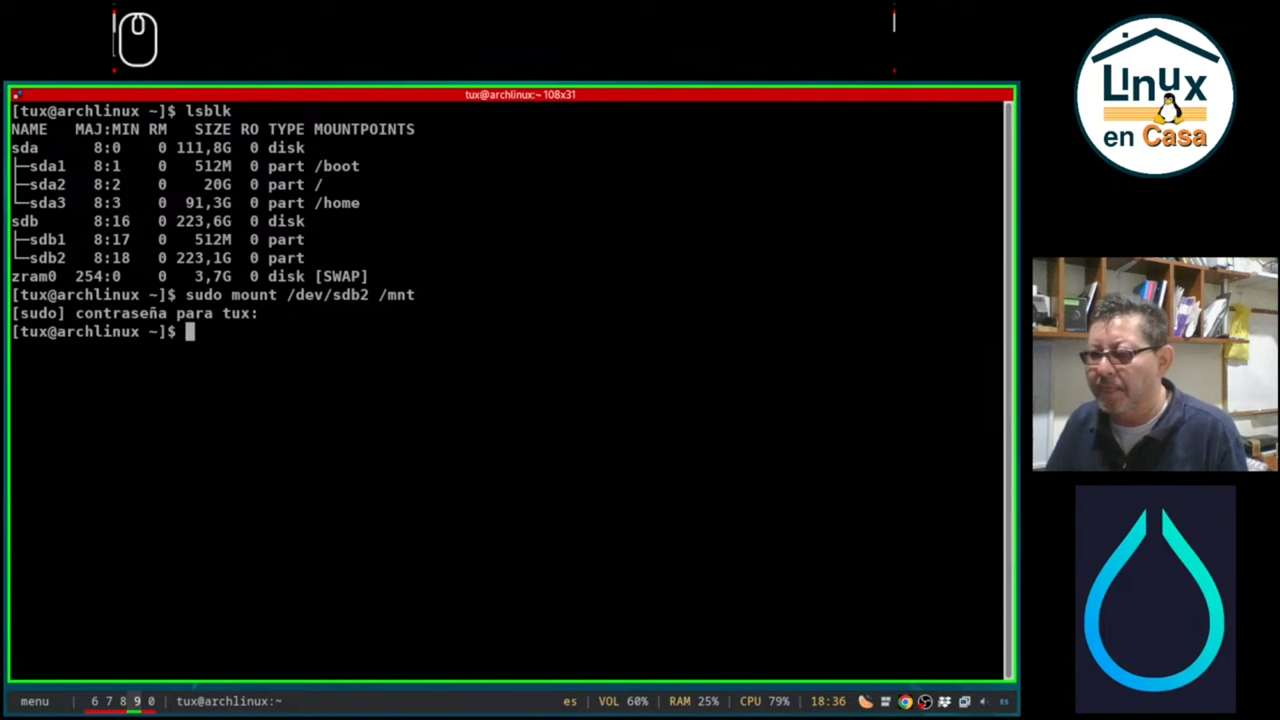 LInux
en Casa
tux@archlinux:~ 108x31
[tux@archlinux ~]$ lsblk
NAME   MAJ:MIN RM   SIZE RO TYPE MOUNTPOINTS
sda      8:0    0 111,8G  0 disk
├─sda1   8:1    0   512M  0 part /boot
├─sda2   8:2    0    20G  0 part /
└─sda3   8:3    0  91,3G  0 part /home
sdb      8:16   0 223,6G  0 disk
├─sdb1   8:17   0   512M  0 part
└─sdb2   8:18   0 223,1G  0 part
zram0  254:0    0   3,7G  0 disk [SWAP]
[tux@archlinux ~]$ sudo mount /dev/sdb2 /mnt
[sudo] contraseña para tux:
[tux@archlinux ~]$
menu | 6 7 8 9 0 | tux@archlinux:~ es | VOL 60% | RAM 25% | CPU 79% | 18:36 ES